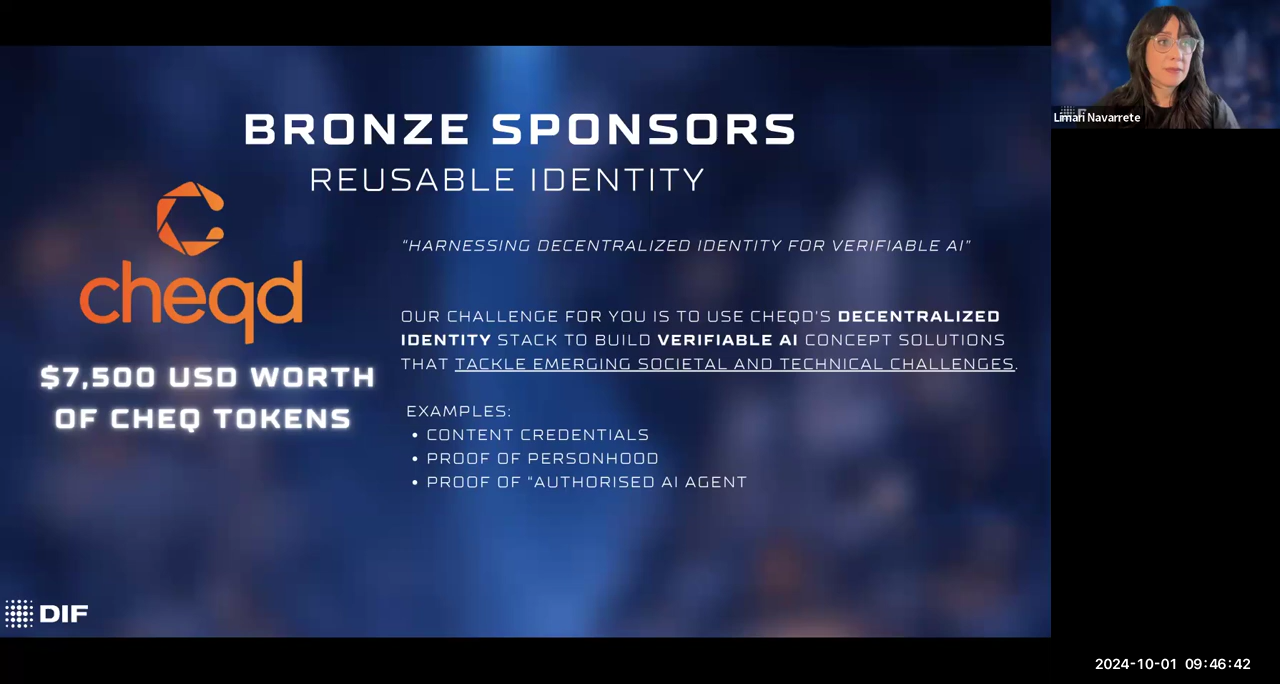 BRONZE SPONSORS
REUSABLE IDENTITY
cheqd
$7,500 USD WORTH
OF CHEQ TOKENS
"HARNESSING DECENTRALIZED IDENTITY FOR VERIFIABLE AI"
OUR CHALLENGE FOR YOU IS TO USE CHEQD'S DECENTRALIZED
IDENTITY STACK TO BUILD VERIFIABLE AI CONCEPT SOLUTIONS
THAT TACKLE EMERGING SOCIETAL AND TECHNICAL CHALLENGES.
EXAMPLES:
• CONTENT CREDENTIALS
• PROOF OF PERSONHOOD
• PROOF OF "AUTHORISED AI AGENT
DIF
Limari Navarrete
2024-10-01 09:46:42